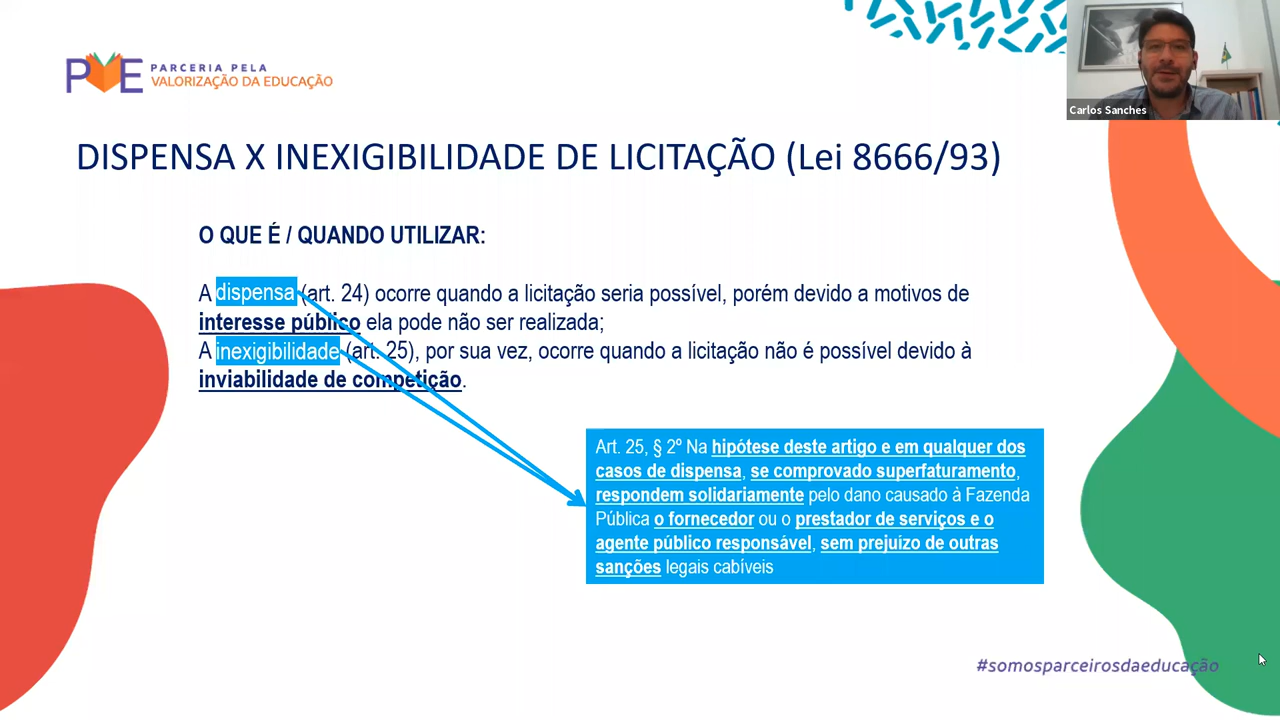 PVE PARCERIA PELA
VALORIZAÇÃO DA EDUCAÇÃO
Carlos Sanches
DISPENSA X INEXIGIBILIDADE DE LICITAÇÃO (Lei 8666/93)
O QUE É / QUANDO UTILIZAR:
A dispensa (art. 24) ocorre quando a licitação seria possível, porém devido a motivos de
interesse público ela pode não ser realizada;
A inexigibilidade (art. 25), por sua vez, ocorre quando a licitação não é possível devido à
inviabilidade de competição.
Art. 25, § 2º Na hipótese deste artigo e em qualquer dos
casos de dispensa, se comprovado superfaturamento,
respondem solidariamente pelo dano causado à Fazenda
Pública o fornecedor ou o prestador de serviços e o
agente público responsável, sem prejuízo de outras
sanções legais cabíveis
#somosparceirosdaeducação